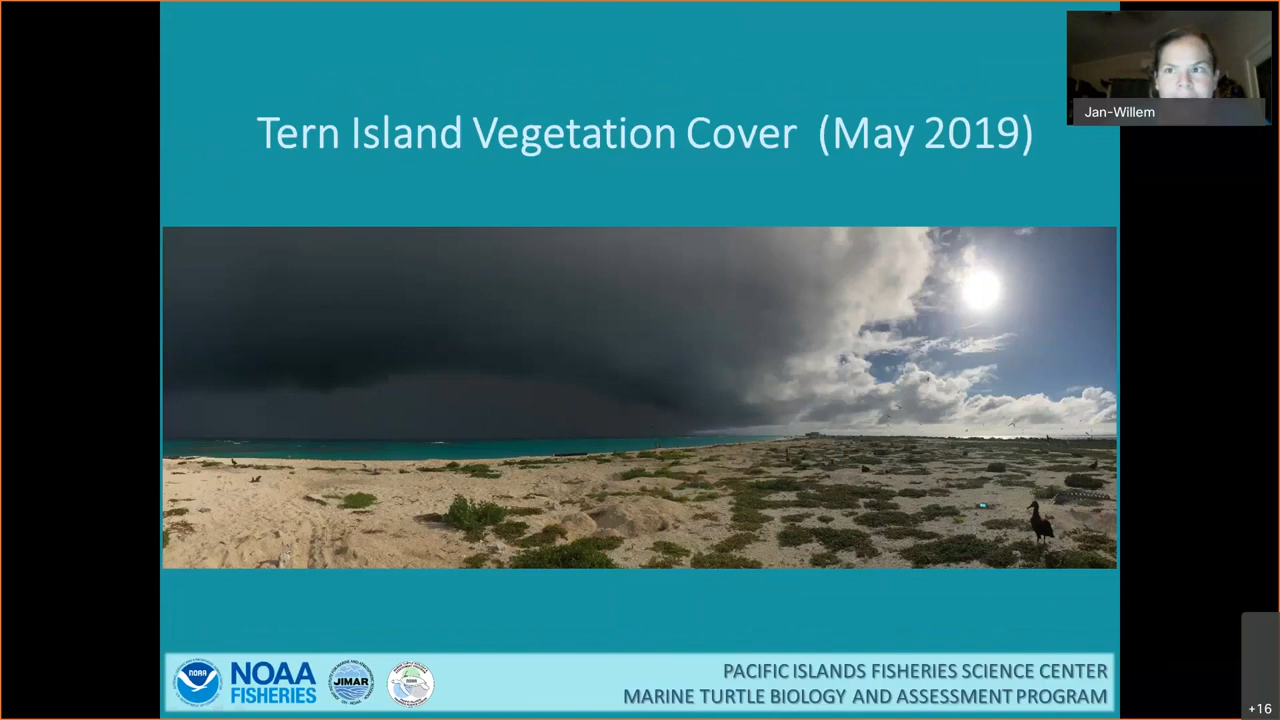 Jan-Willem
Tern Island Vegetation Cover (May 2019)
NOAA
NOAA
FISHERIES
JIMAR
PACIFIC ISLANDS FISHERIES SCIENCE CENTER
MARINE TURTLE BIOLOGY AND ASSESSMENT PROGRAM
+16